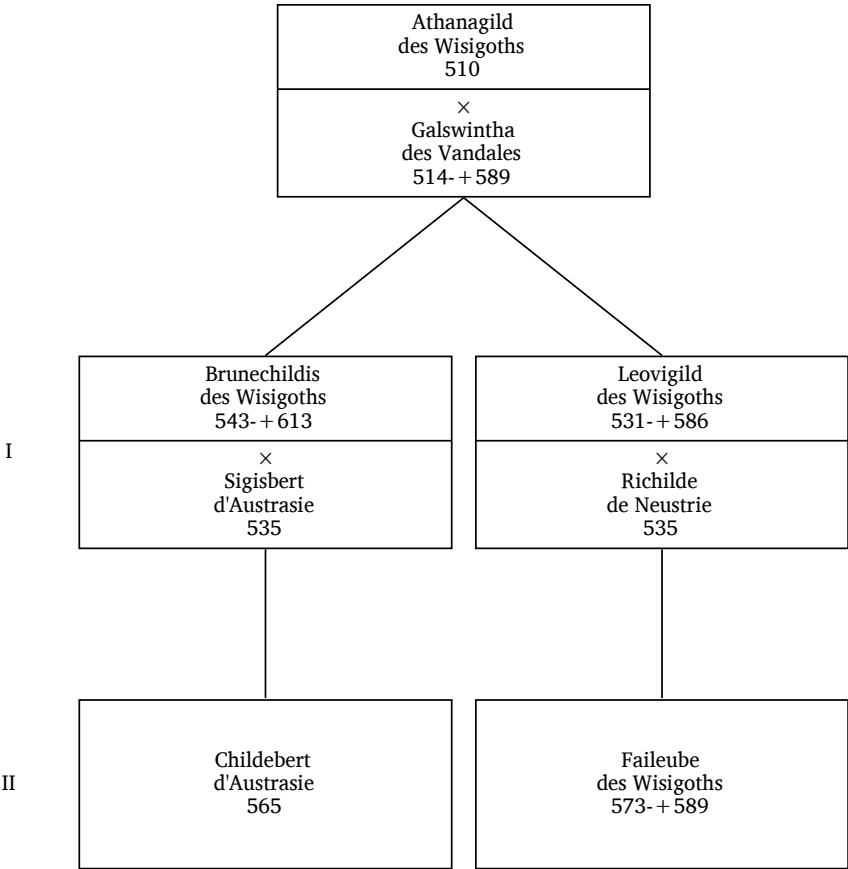 Athanagild
des Wisigoths
510
×
Galswintha
des Vandales
514-+589
I
Brunechildis
des Wisigoths
543-+613
×
Sigisbert
d'Austrasie
535
Leovigild
des Wisigoths
531-+586
×
Richilde
de Neustrie
535
II
Childebert
d'Austrasie
565
Faileube
des Wisigoths
573-+589